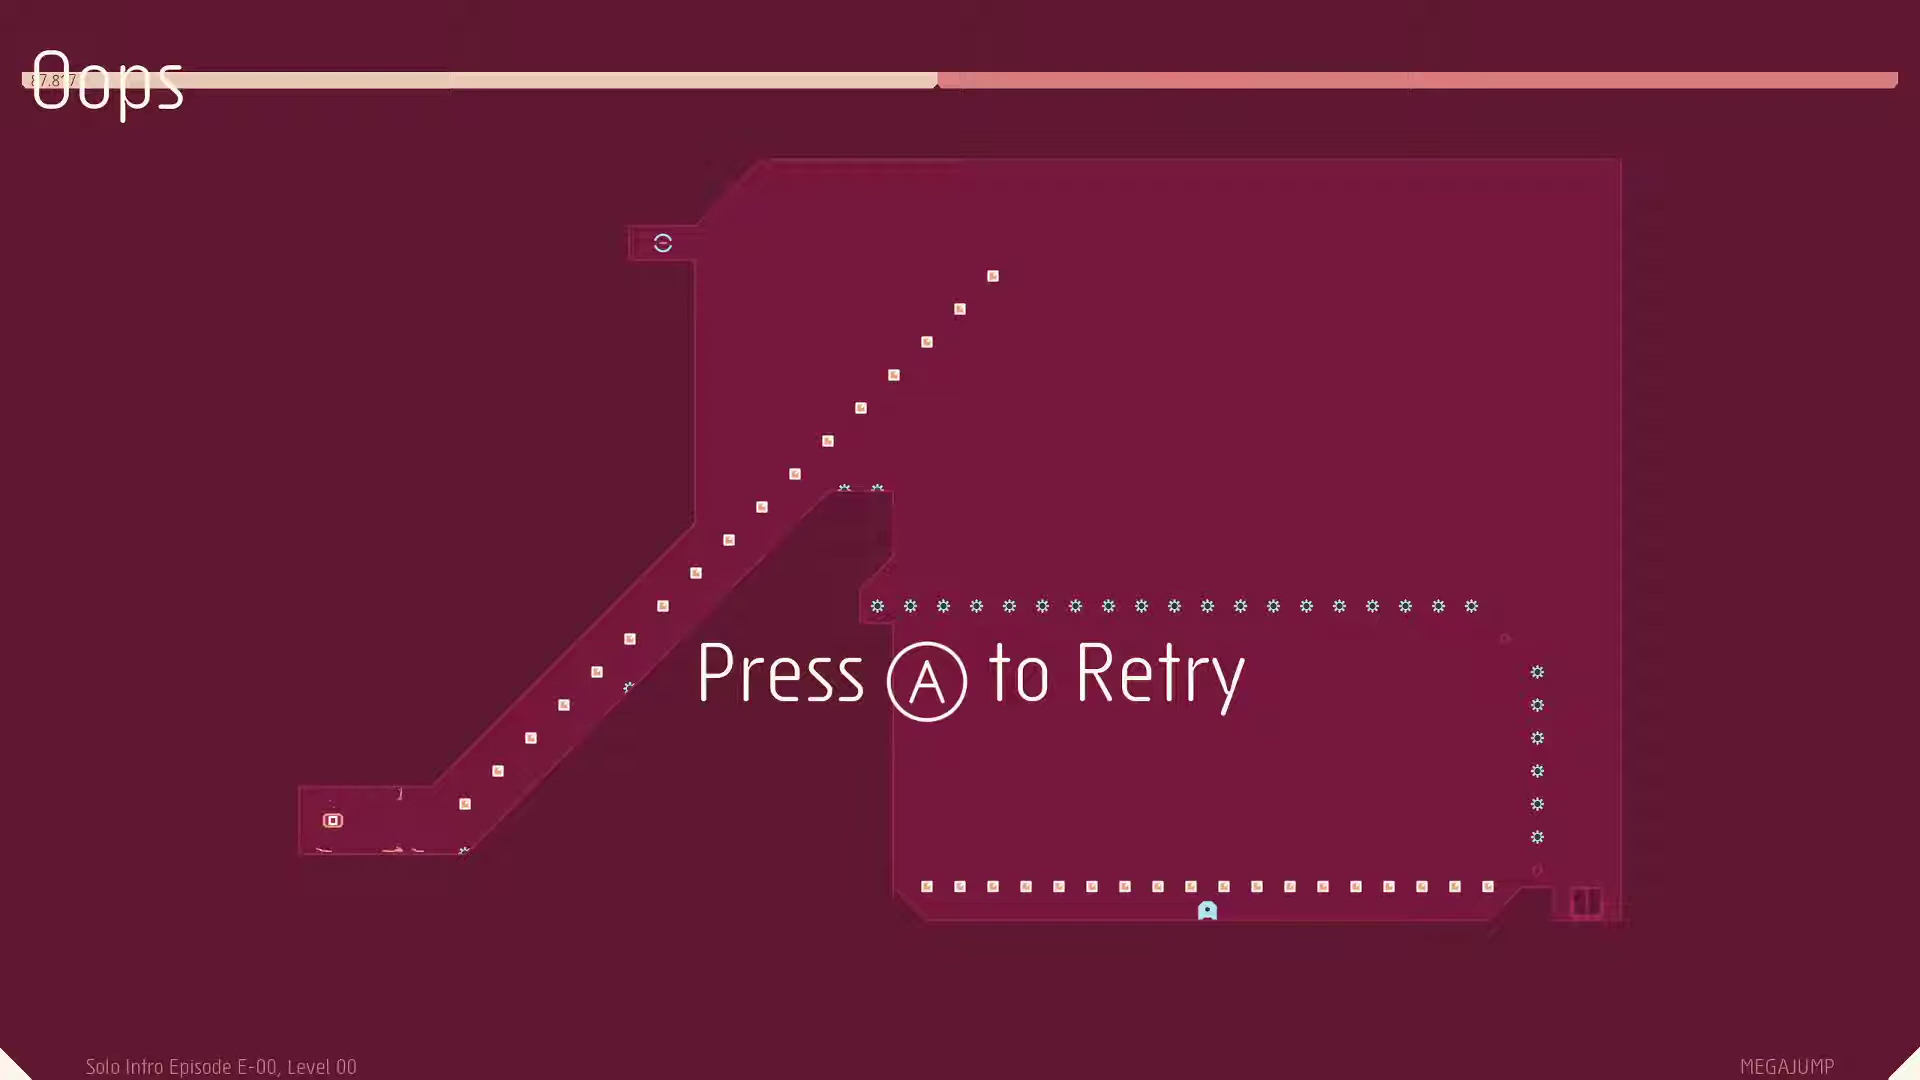 Oops
Press A to Retry
Solo Intro Episode E-00, Level 00
MEGAJUMP